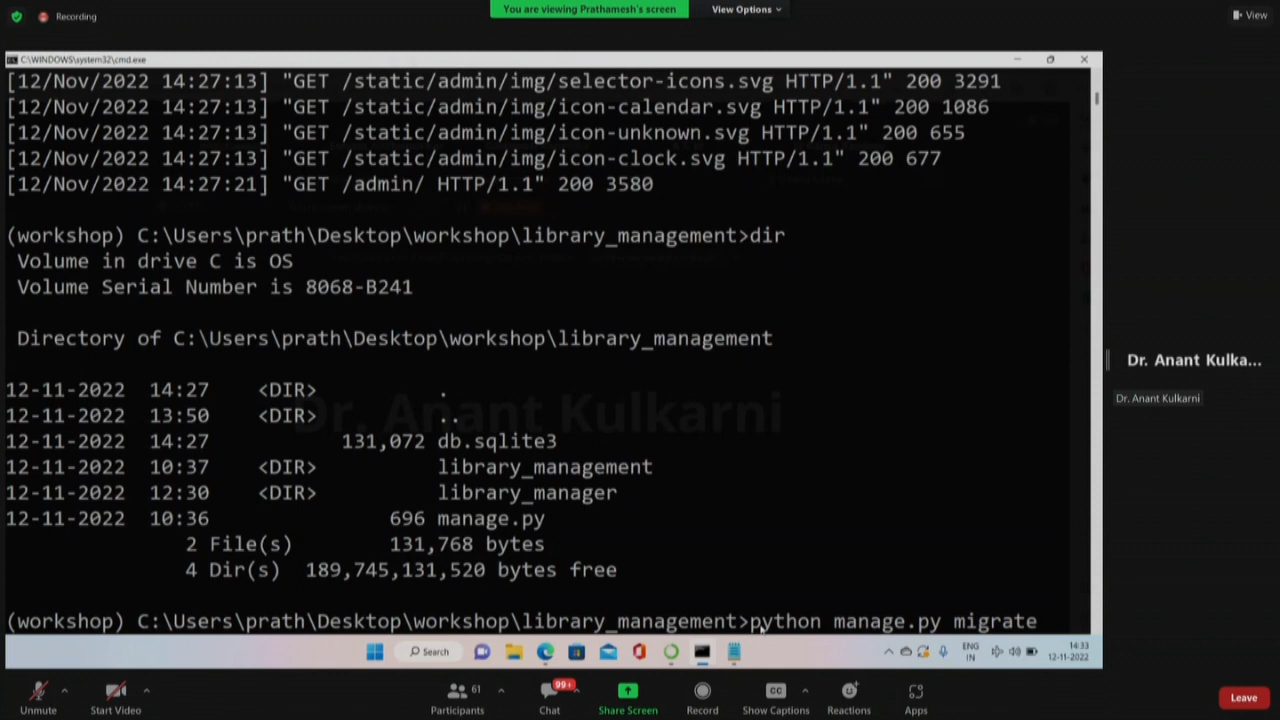 Recording
You are viewing Prathamesh's screen
View Options
View
C:\WINDOWS\system32\cmd.exe
[12/Nov/2022 14:27:13] "GET /static/admin/img/selector-icons.svg HTTP/1.1" 200 3291
[12/Nov/2022 14:27:13] "GET /static/admin/img/icon-calendar.svg HTTP/1.1" 200 1086
[12/Nov/2022 14:27:13] "GET /static/admin/img/icon-unknown.svg HTTP/1.1" 200 655
[12/Nov/2022 14:27:13] "GET /static/admin/img/icon-clock.svg HTTP/1.1" 200 677
[12/Nov/2022 14:27:21] "GET /admin/ HTTP/1.1" 200 3580
(workshop) C:\Users\prath\Desktop\workshop\library_management>dir
Volume in drive C is OS
Volume Serial Number is 8068-B241
Directory of C:\Users\prath\Desktop\workshop\library_management
12-11-2022 14:27 <DIR> .
12-11-2022 13:50 <DIR> ..
12-11-2022 14:27 131,072 db.sqlite3
12-11-2022 10:37 <DIR> library_management
12-11-2022 12:30 <DIR> library_manager
12-11-2022 10:36 696 manage.py
2 File(s) 131,768 bytes
4 Dir(s) 189,745,131,520 bytes free
(workshop) C:\Users\prath\Desktop\workshop\library_management>python manage.py migrate
Dr. Anant Kulkarni
Dr. Anant Kulka...
Dr. Anant Kulkarni
Search
ENG
IN
14:33
12-11-2022
Unmute
Start Video
61
Participants
99+
Chat
Share Screen
Record
CC
Show Captions
Reactions
Apps
Leave